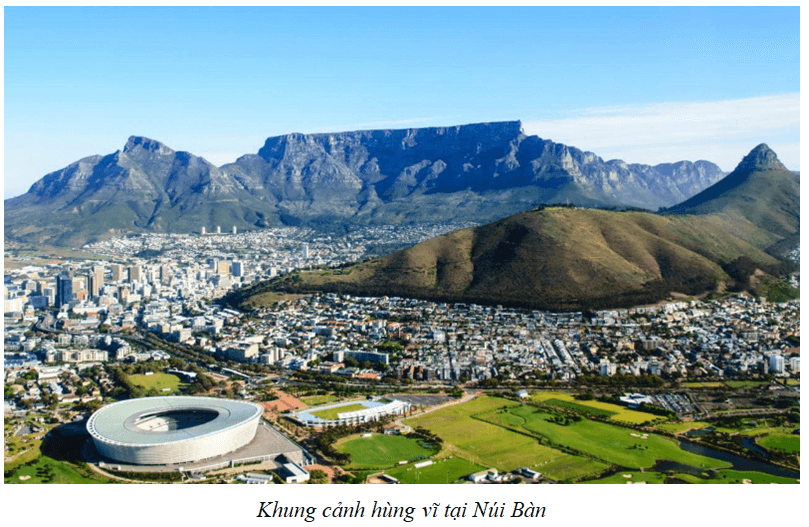 Khung cảnh hùng vĩ tại Núi Bàn